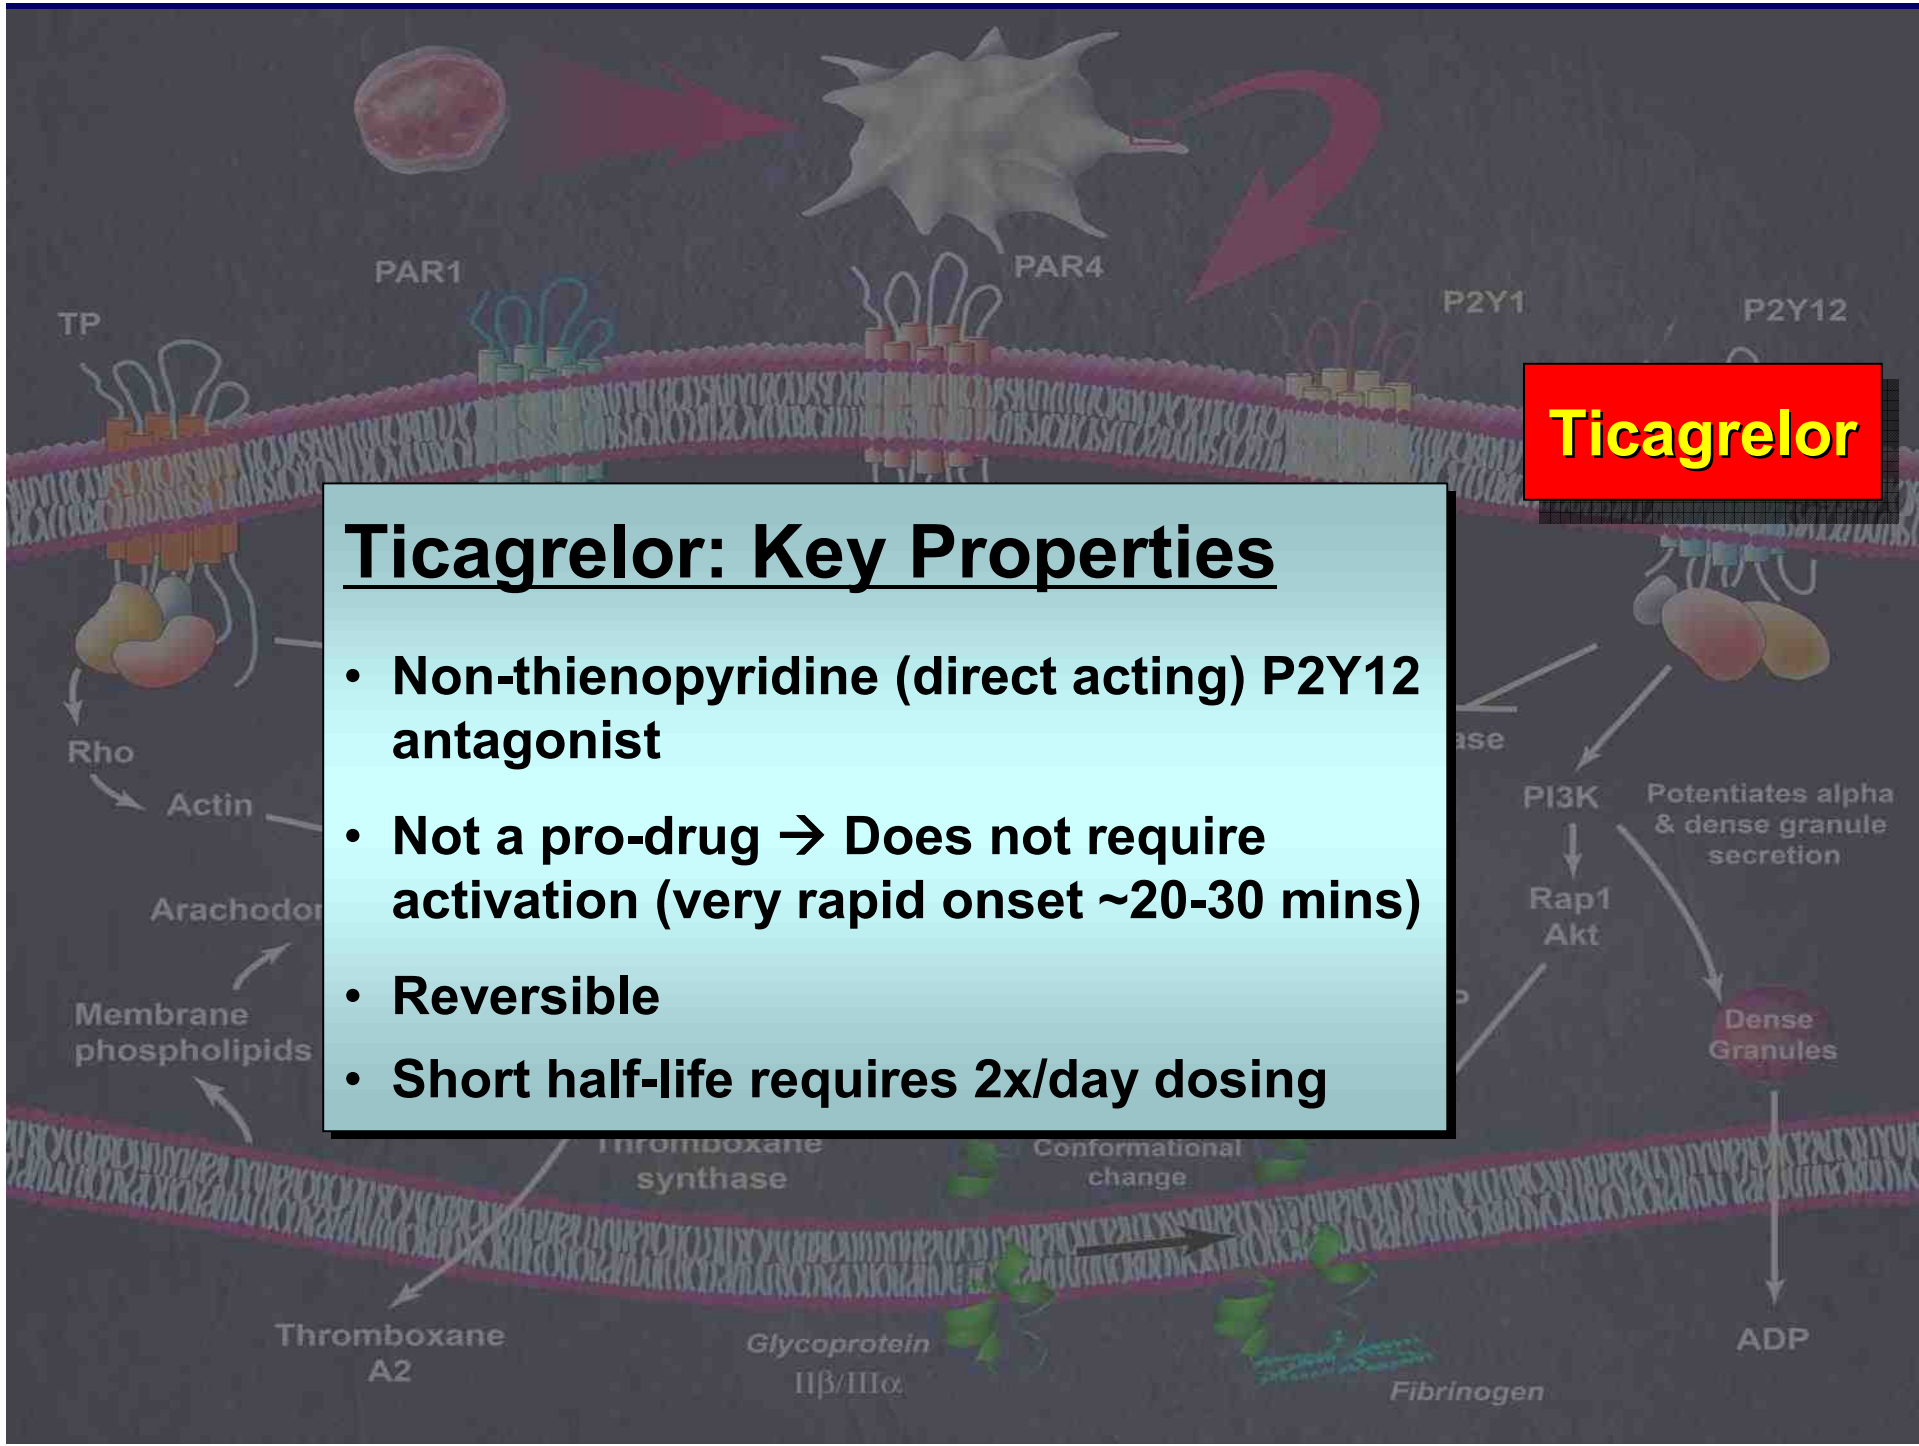 PAR1
PAR4
P2Y1
P2Y12
TP
Ticagrelor
Ticagrelor: Key Properties
• Non-thienopyridine (direct acting) P2Y12
antagonist
• Not a pro-drug → Does not require
activation (very rapid onset ~20-30 mins)
• Reversible
• Short half-life requires 2x/day dosing
Rho
Actin
Membrane
phospholipids
PI3K
Potentiates alpha
& dense granule
secretion
Rap1
Akt
Dense
Granules
Thromboxane
synthase
Conformational
change
Thromboxane
A2
Glycoprotein
IIβ/IIIα
Fibrinogen
ADP